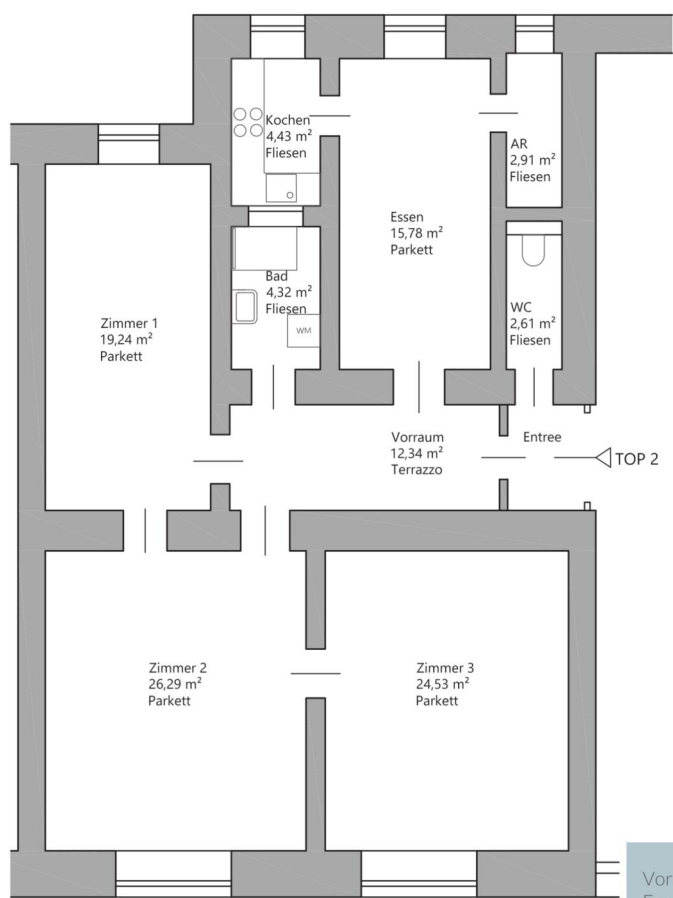 Kochen
4,43 m²
Fliesen
AR
2,91 m²
Fliesen
Essen
15,78 m²
Parkett
Bad
4,32 m²
Fliesen
WM
WC
2,61 m²
Fliesen
Zimmer 1
19,24 m²
Parkett
Vorraum
12,34 m²
Terrazzo
Entree
TOP 2
Zimmer 2
26,29 m²
Parkett
Zimmer 3
24,53 m²
Parkett
Vor